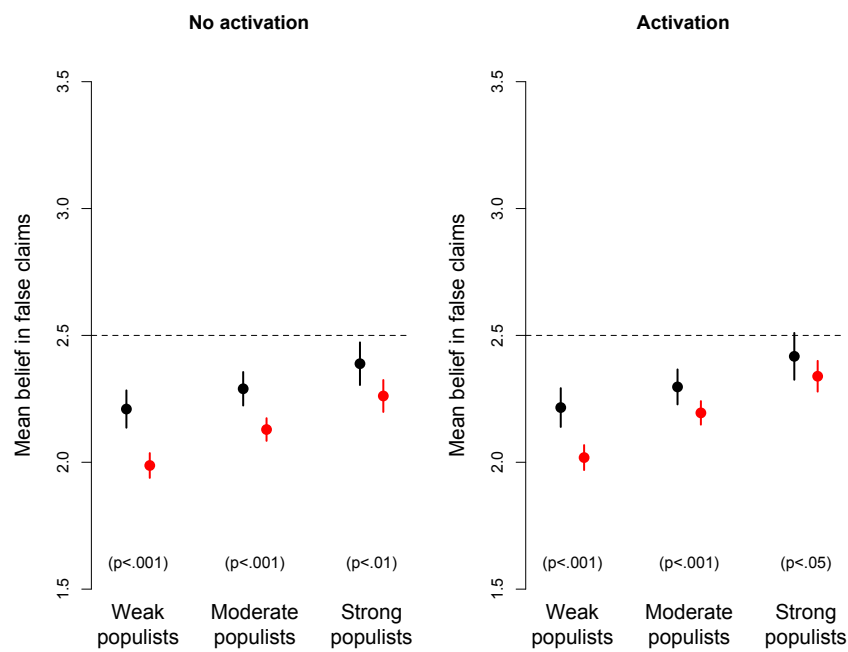 No activation
Mean belief in false claims
3.5
3.0
2.5
2.0
1.5
(p<.001)
(p<.001)
(p<.01)
Weak populists
Moderate populists
Strong populists
Activation
Mean belief in false claims
3.5
3.0
2.5
2.0
1.5
(p<.001)
(p<.001)
(p<.05)
Weak populists
Moderate populists
Strong populists